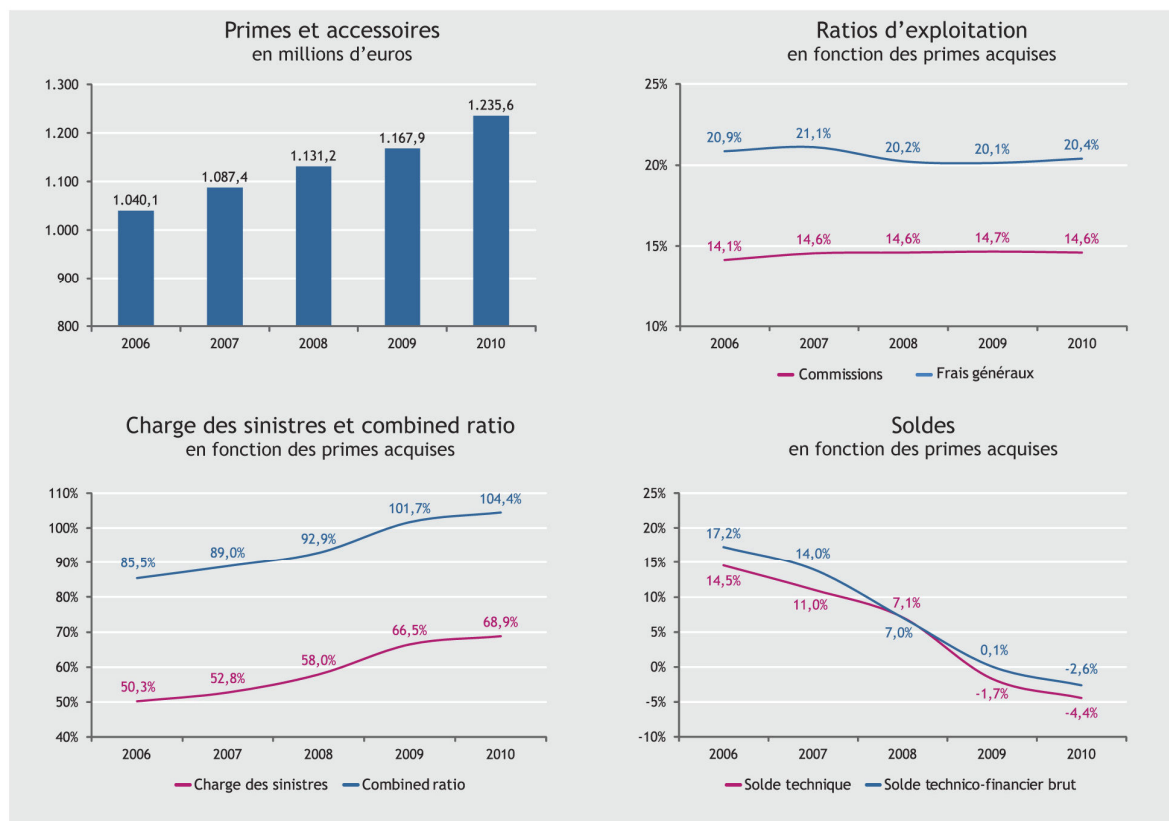 Primes et accessoires
en millions d’euros
1.300
1.200
1.100
1.000
900
800
1.040,1
1.087,4
1.131,2
1.167,9
1.235,6
2006 2007 2008 2009 2010
Ratios d’exploitation
en fonction des primes acquises
25%
20%
15%
10%
20,9% 21,1% 20,2% 20,1% 20,4%
14,1% 14,6% 14,6% 14,7% 14,6%
2006 2007 2008 2009 2010
Commissions Frais généraux
Charge des sinistres et combined ratio
en fonction des primes acquises
110%
100%
90%
80%
70%
60%
50%
40%
85,5% 89,0% 92,9% 101,7% 104,4%
50,3% 52,8% 58,0% 66,5% 68,9%
2006 2007 2008 2009 2010
Charge des sinistres Combined ratio
Soldes
en fonction des primes acquises
25%
20%
15%
10%
5%
0%
-5%
-10%
17,2% 14,0% 7,0% 0,1% -2,6%
14,5% 11,0% 7,1% -1,7% -4,4%
2006 2007 2008 2009 2010
Solde technique Solde technico-financier brut